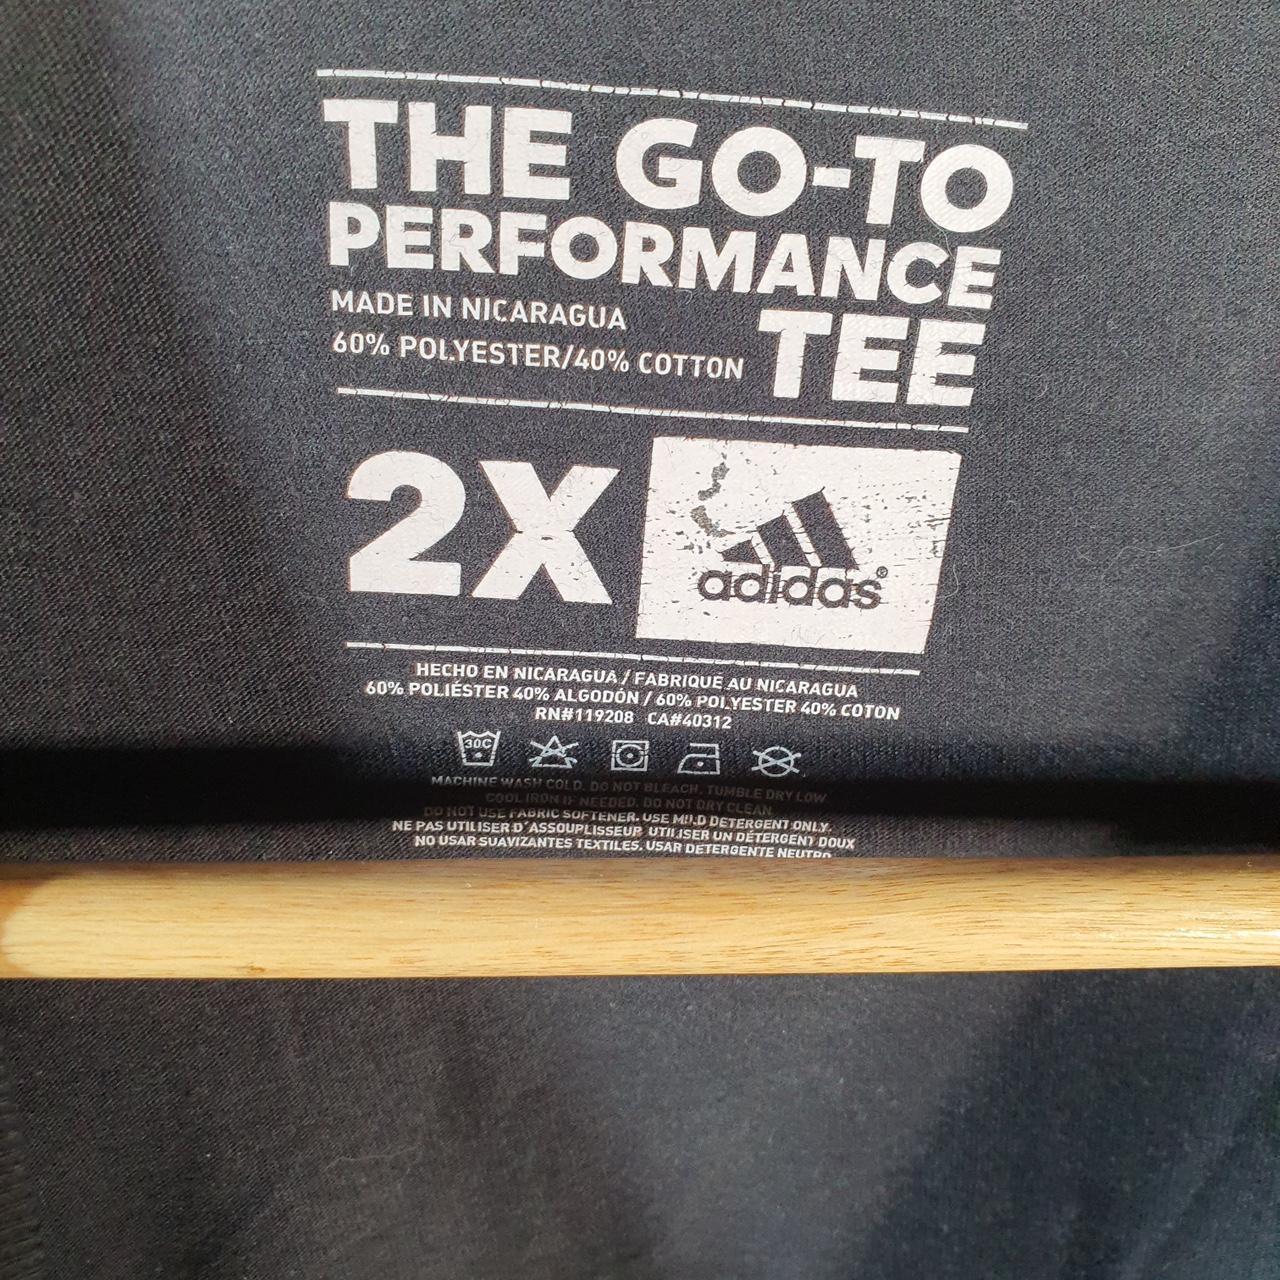 THE GO-TO
PERFORMANCE
TEE
MADE IN NICARAGUA
60% POLYESTER/40% COTTON
2X
adidas®
HECHO EN NICARAGUA / FABRIQUE AU NICARAGUA
60% POLIÉSTER 40% ALGODÓN / 60% POLYESTER 40% COTON
RN#119208 CA#40312
30C
MACHINE WASH COLD. DO NOT BLEACH. TUMBLE DRY LOW
COOL IRON IF NEEDED. DO NOT DRY CLEAN
DO NOT USE FABRIC SOFTENER. USE MILD DETERGENT ONLY.
NE PAS UTILISER D'ASSOUPLISSEUR UTILISER UN DÉTERGENT DOUX
NO USAR SUAVIZANTES TEXTILES. USAR DETERGENTE NEUTRO